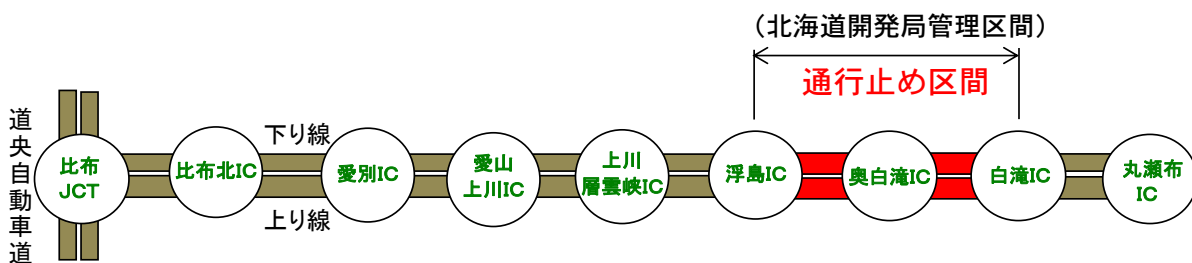 （北海道開発局管理区間）
通行止め区間
道央自動車道
下り線
比布
JCT
比布北IC
愛別IC
愛山
上川IC
上川
層雲峡IC
浮島IC
奥白滝IC
白滝IC
丸瀬布
IC
上り線